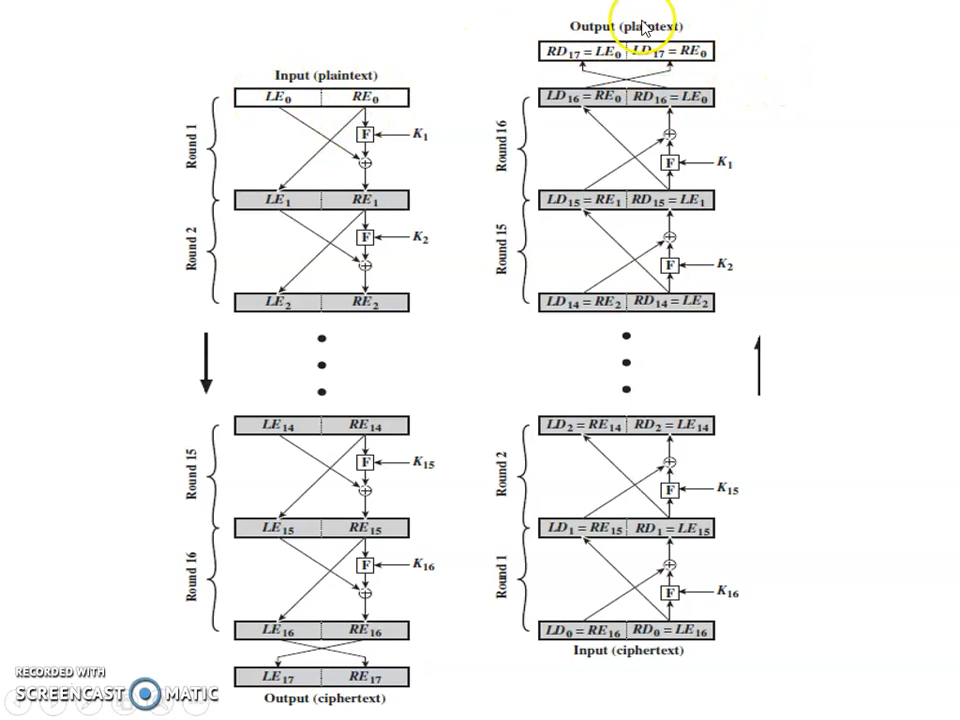 Input (plaintext)
LE0 RE0
Round 1
F
K1
LE1 RE1
Round 2
F
K2
LE2 RE2
LE14 RE14
Round 15
F
K15
LE15 RE15
Round 16
F
K16
LE16 RE16
LE17 RE17
Output (ciphertext)
Output (plaintext)
RD17 = LE0 LD17 = RE0
LD16 = RE0 RD16 = LE0
Round 16
F
K1
LD15 = RE1 RD15 = LE1
Round 15
F
K2
LD14 = RE2 RD14 = LE2
LD2 = RE14 RD2 = LE14
Round 2
F
K15
LD1 = RE15 RD1 = LE15
Round 1
F
K16
LD0 = RE16 RD0 = LE16
Input (ciphertext)
RECORDED WITH
SCREENCAST MATIC